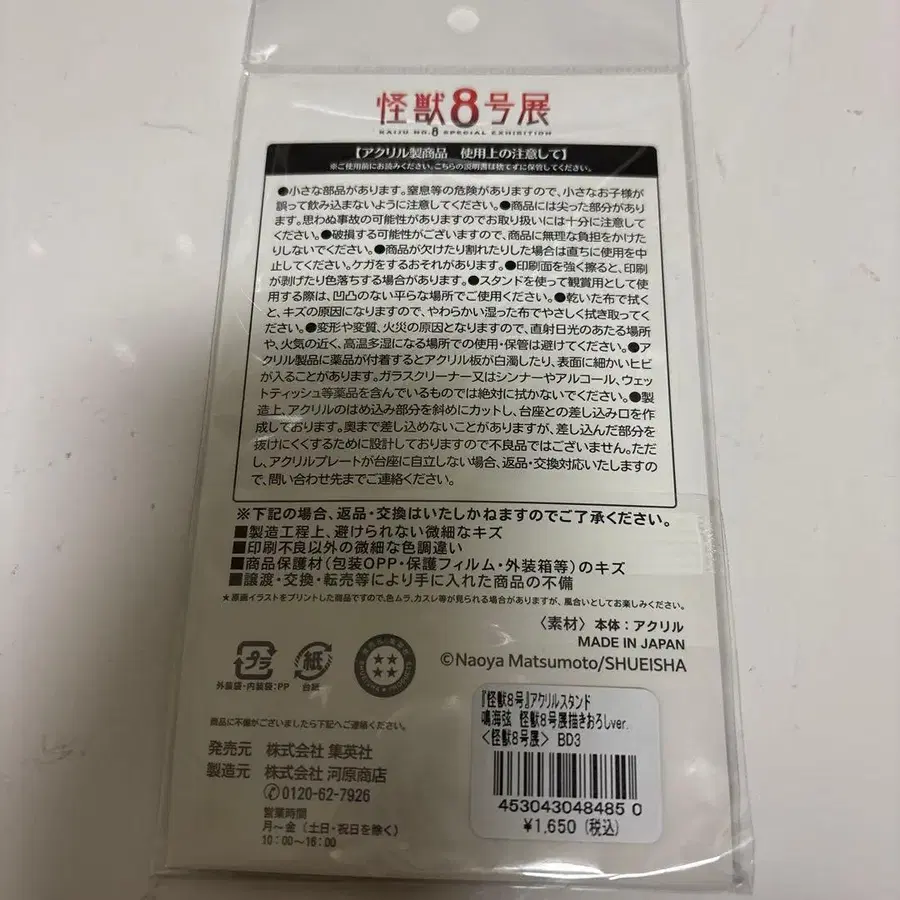 怪獣8号展
KAIJU NO.8 SPECIAL EXHIBITION
【アクリル製商品 使用上の注意して】
※ご使用前にお読みください。こちらの説明書は捨てずに保管してください。
●小さな部品があります。窒息等の危険がありますので、小さなお子様が
誤って飲み込まないように注意してください。●商品には尖った部分があり
ます。思わぬ事故の可能性がありますのでお取り扱いには十分に注意して
ください。●破損する可能性がございますので、商品に無理な負担をかけた
りしないでください。●商品が欠けたり割れたりした場合は直ちに使用を中
止してください。ケガをするおそれがあります。●印刷面を強く擦ると、印刷
が剥げたり色落ちする場合があります。●スタンドを使って観賞用として使
用する際は、凹凸のない平らな場所でご使用ください。●乾いた布で拭く
と、キズの原因になりますので、やわらかい湿った布でやさしく拭き取ってく
ださい。●変形や変質、火災の原因となりますので、直射日光のあたる場所
や、火気の近く、高温多湿になる場所での使用・保管は避けてください。●ア
クリル製品に薬品が付着するとアクリル板が白濁したり、表面に細かいヒビ
が入ることがあります。ガラスクリーナー又はシンナーやアルコール、ウェッ
トティッシュ等薬品を含んでいるものでは絶対に拭かないでください。●製
造上、アクリルのはめ込み部分を斜めにカットし、台座との差し込み口を作
成しております。奥まで差し込めないことがありますが、差し込んだ部分を
抜けにくくするために設計しておりますので不良品ではございません。ただ
し、アクリルプレートが台座に自立しない場合、返品・交換対応いたしますの
で、問い合わせ先までご連絡ください。
※下記の場合、返品・交換はいたしかねますのでご了承ください。
■製造工程上、避けられない微細なキズ
■印刷不良以外の微細な色調違い
■商品保護材(包装OPP・保護フィルム・外装箱等)のキズ
■譲渡・交換・転売等により手に入れた商品の不備
★原画イラストをプリントした商品ですので、色ムラ、カスレ等が見られる場合がありますが、風合いとしてお楽しみください。
〈素材〉本体：アクリル
MADE IN JAPAN
©Naoya Matsumoto/SHUEISHA
プラ
紙
外装袋・内装袋：PP
台紙
商品に不備がございましたら下記へご連絡ください。
発売元 株式会社 集英社
製造元 株式会社 河原商店
0120-62-7926
営業時間
月～金（土日・祝日を除く）
10：00～16：00
『怪獣8号』アクリルスタンド
鳴海弦 怪獣8号展描きおろしver.
<怪獣8号展> BD3
453043048485 0
¥1,650（税込）